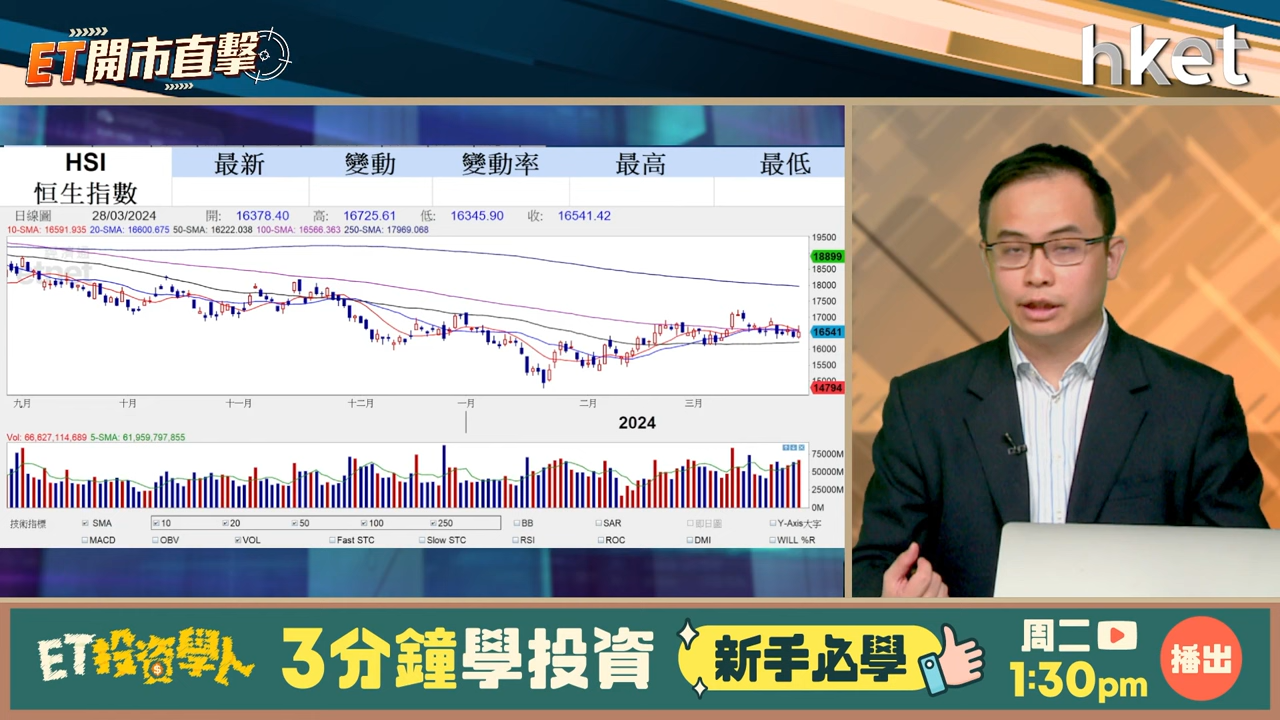 ET開市直擊
hket
HSI 最新 變動 變動率 最高 最低
恒生指數
日線圖 28/03/2024 開: 16378.40 高: 16725.61 低: 16345.90 收: 16541.42
10-SMA: 16591.935 20-SMA: 16600.675 50-SMA: 16222.038 100-SMA: 16566.363 250-SMA: 17969.068
19500
18899
18500
18000
17500
17000
16541
16000
15500
15000
14794
九月 十月 十一月 十二月 一月 二月 三月
2024
Vol: 66,627,114,689 5-SMA: 61,959,797,855
75000M
50000M
25000M
0M
技術指標 SMA 10 20 50 100 250 BB SAR Y-Axis大字
MACD OBV VOL Fast STC Slow STC RSI ROC DMI WILL %R
ET投資學人 3分鐘學投資 新手必學 周二 播出
1:30pm